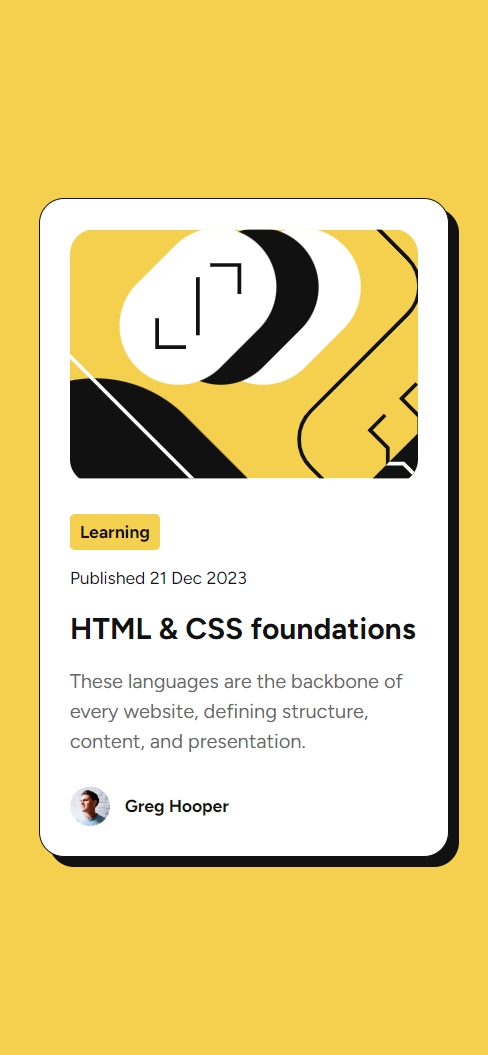 Learning
Published 21 Dec 2023
HTML & CSS foundations
These languages are the backbone of
every website, defining structure,
content, and presentation.
Greg Hooper